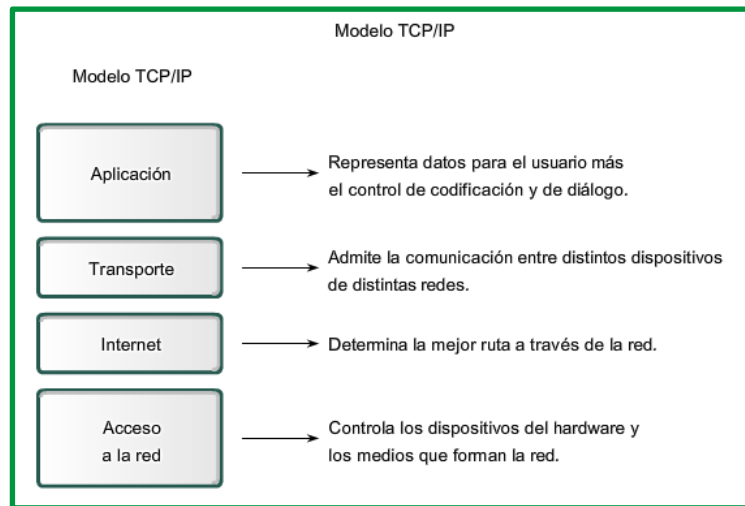 Modelo TCP/IP
Modelo TCP/IP
Aplicación
Representa datos para el usuario más
el control de codificación y de diálogo.
Transporte
Admite la comunicación entre distintos dispositivos
de distintas redes.
Internet
Determina la mejor ruta a través de la red.
Acceso
a la red
Controla los dispositivos del hardware y
los medios que forman la red.